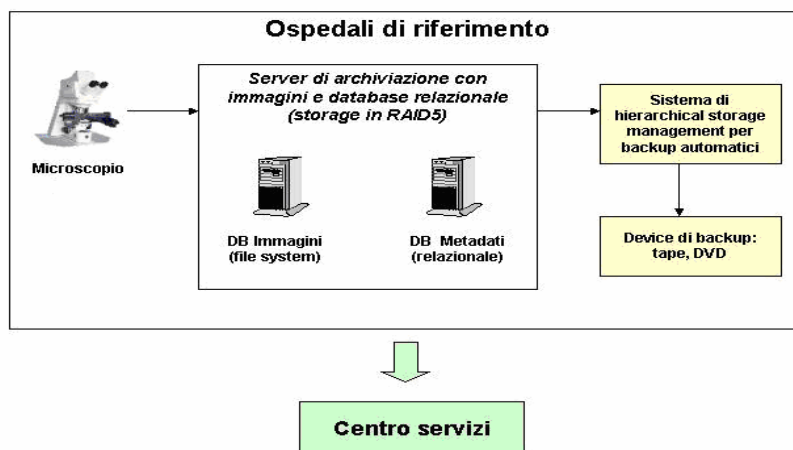 Ospedali di riferimento
Server di archiviazione con
immagini e database relazionale
(storage in RAID5)
Microscopio
DB Immagini
(file system)
DB Metadati
(relazionale)
Sistema di
hierarchical storage
management per
backup automatici
Device di backup:
tape, DVD
Centro servizi